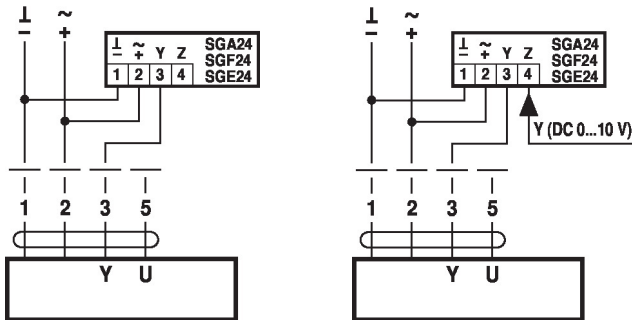 ⊥ ~
– +
⊥ ~ Y Z SGA24
– + SGF24
1 2 3 4 SGE24
1 2 3 5
Y U
⊥ ~
– +
⊥ ~ Y Z SGA24
– + SGF24
1 2 3 4 SGE24
Y (DC 0...10 V)
1 2 3 5
Y U